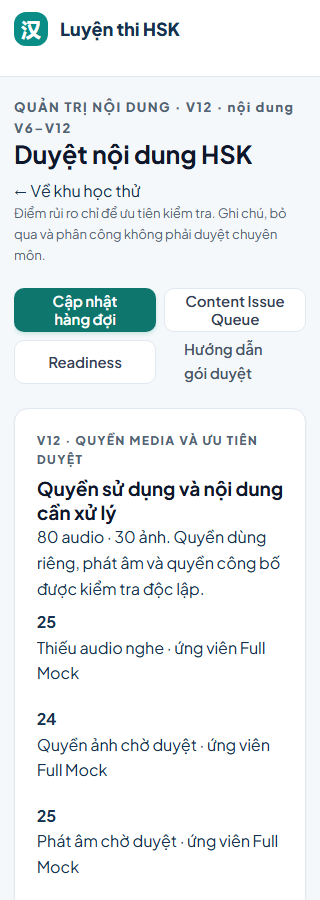 汉 Luyện thi HSK
QUẢN TRỊ NỘI DUNG · V12 · nội dung
V6–V12
Duyệt nội dung HSK
← Về khu học thử
Điểm rủi ro chỉ để ưu tiên kiểm tra. Ghi chú, bỏ
qua và phân công không phải duyệt chuyên
môn.
Cập nhật
hàng đợi
Content Issue
Queue
Readiness
Hướng dẫn
gói duyệt
V12 · QUYỀN MEDIA VÀ ƯU TIÊN
DUYỆT
Quyền sử dụng và nội dung
cần xử lý
80 audio · 30 ảnh. Quyền dùng
riêng, phát âm và quyền công bố
được kiểm tra độc lập.
25
Thiếu audio nghe · ứng viên Full
Mock
24
Quyền ảnh chờ duyệt · ứng viên
Full Mock
25
Phát âm chờ duyệt · ứng viên Full
Mock